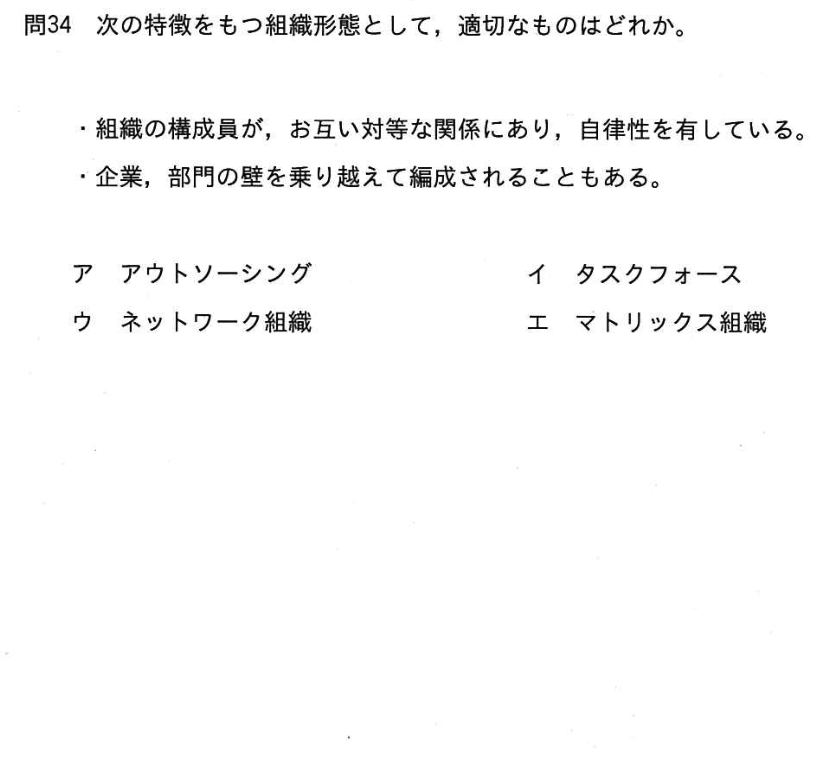 問34 次の特徴をもつ組織形態として，適切なものはどれか。
・組織の構成員が，お互い対等な関係にあり，自律性を有している。
・企業，部門の壁を乗り越えて編成されることもある。
ア アウトソーシング イ タスクフォース
ウ ネットワーク組織 エ マトリックス組織